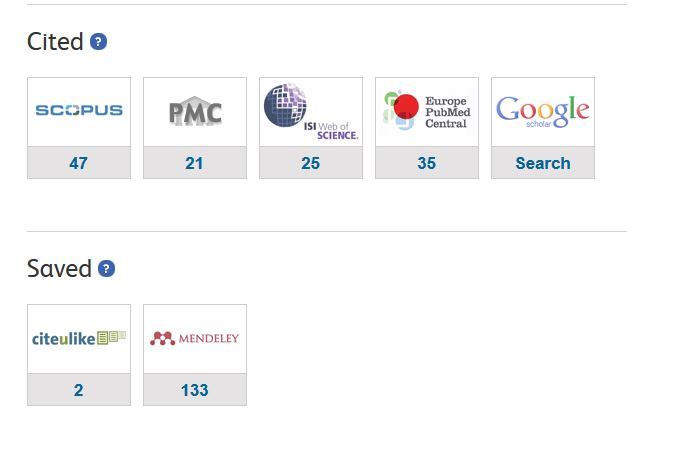 Cited ?
SCOPUS
PMC
ISI Web of
SCIENCE.
Europe
PubMed
Central
Google
scholar
47
21
25
35
Search
Saved ?
citeulike
MENDELEY
2
133